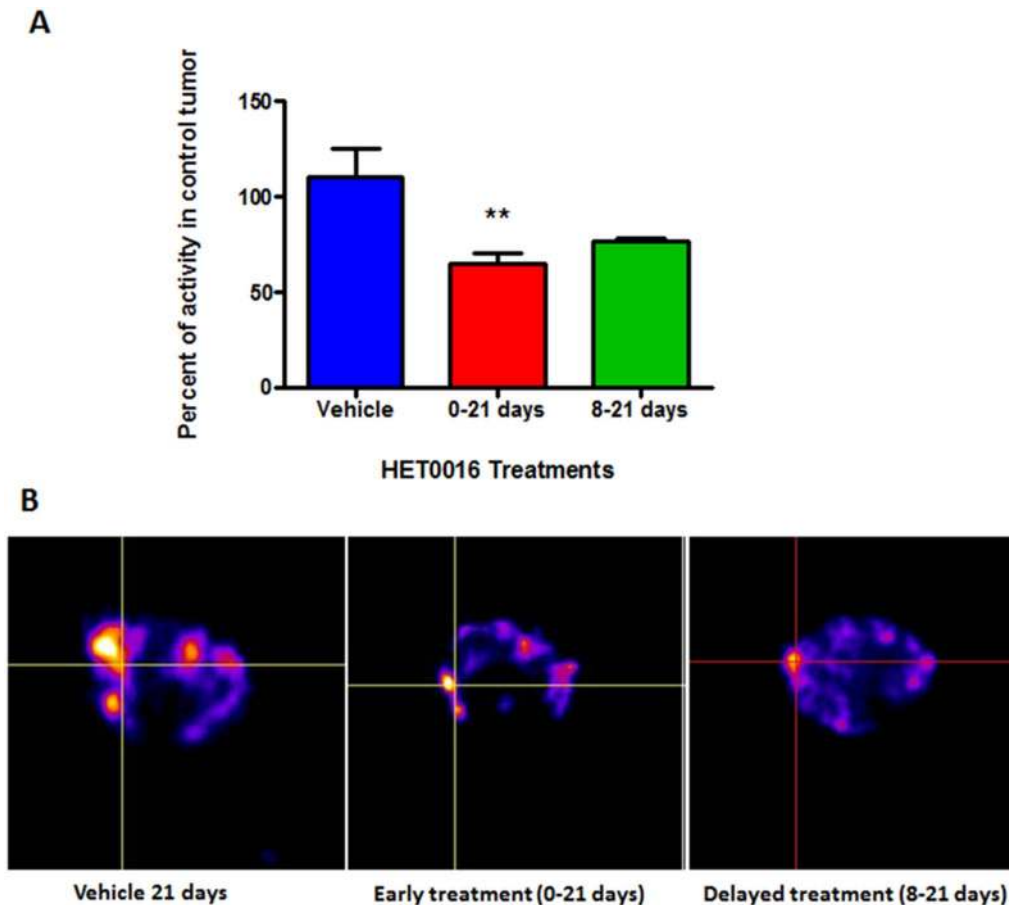 A
Percent of activity in control tumor
150
100
50
0
**
Vehicle 0-21 days 8-21 days
HET0016 Treatments
B
Vehicle 21 days Early treatment (0-21 days) Delayed treatment (8-21 days)